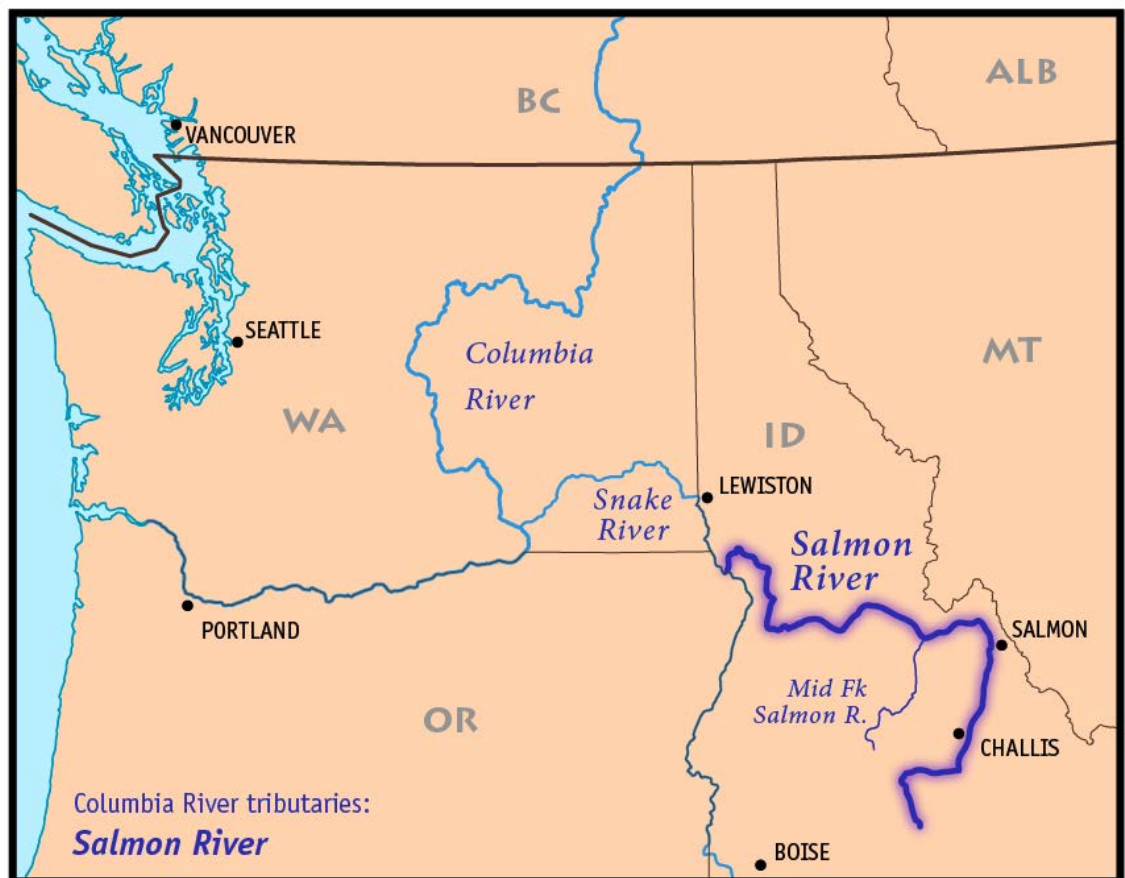 ALB
BC
VANCOUVER
SEATTLE
Columbia
River
MT
WA
ID
LEWISTON
Snake
River
Salmon
River
PORTLAND
SALMON
Mid Fk
Salmon R.
OR
CHALLIS
Columbia River tributaries:
Salmon River
BOISE